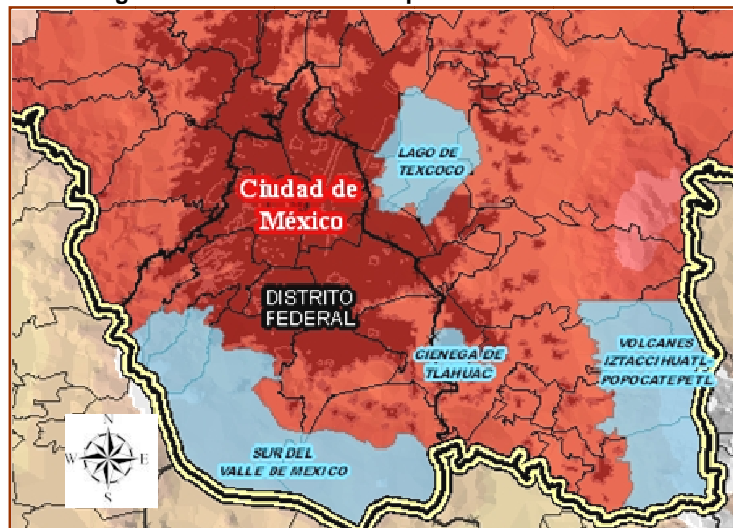 LAGO DE
TEXCOCO
Ciudad de
México
DISTRITO
FEDERAL
CIENEGA DE
TLAHUAC
VOLCANES
IZTACCIHUATL-
POPOCATEPETL
SUR DEL
VALLE DE MEXICO
N
W
E
S